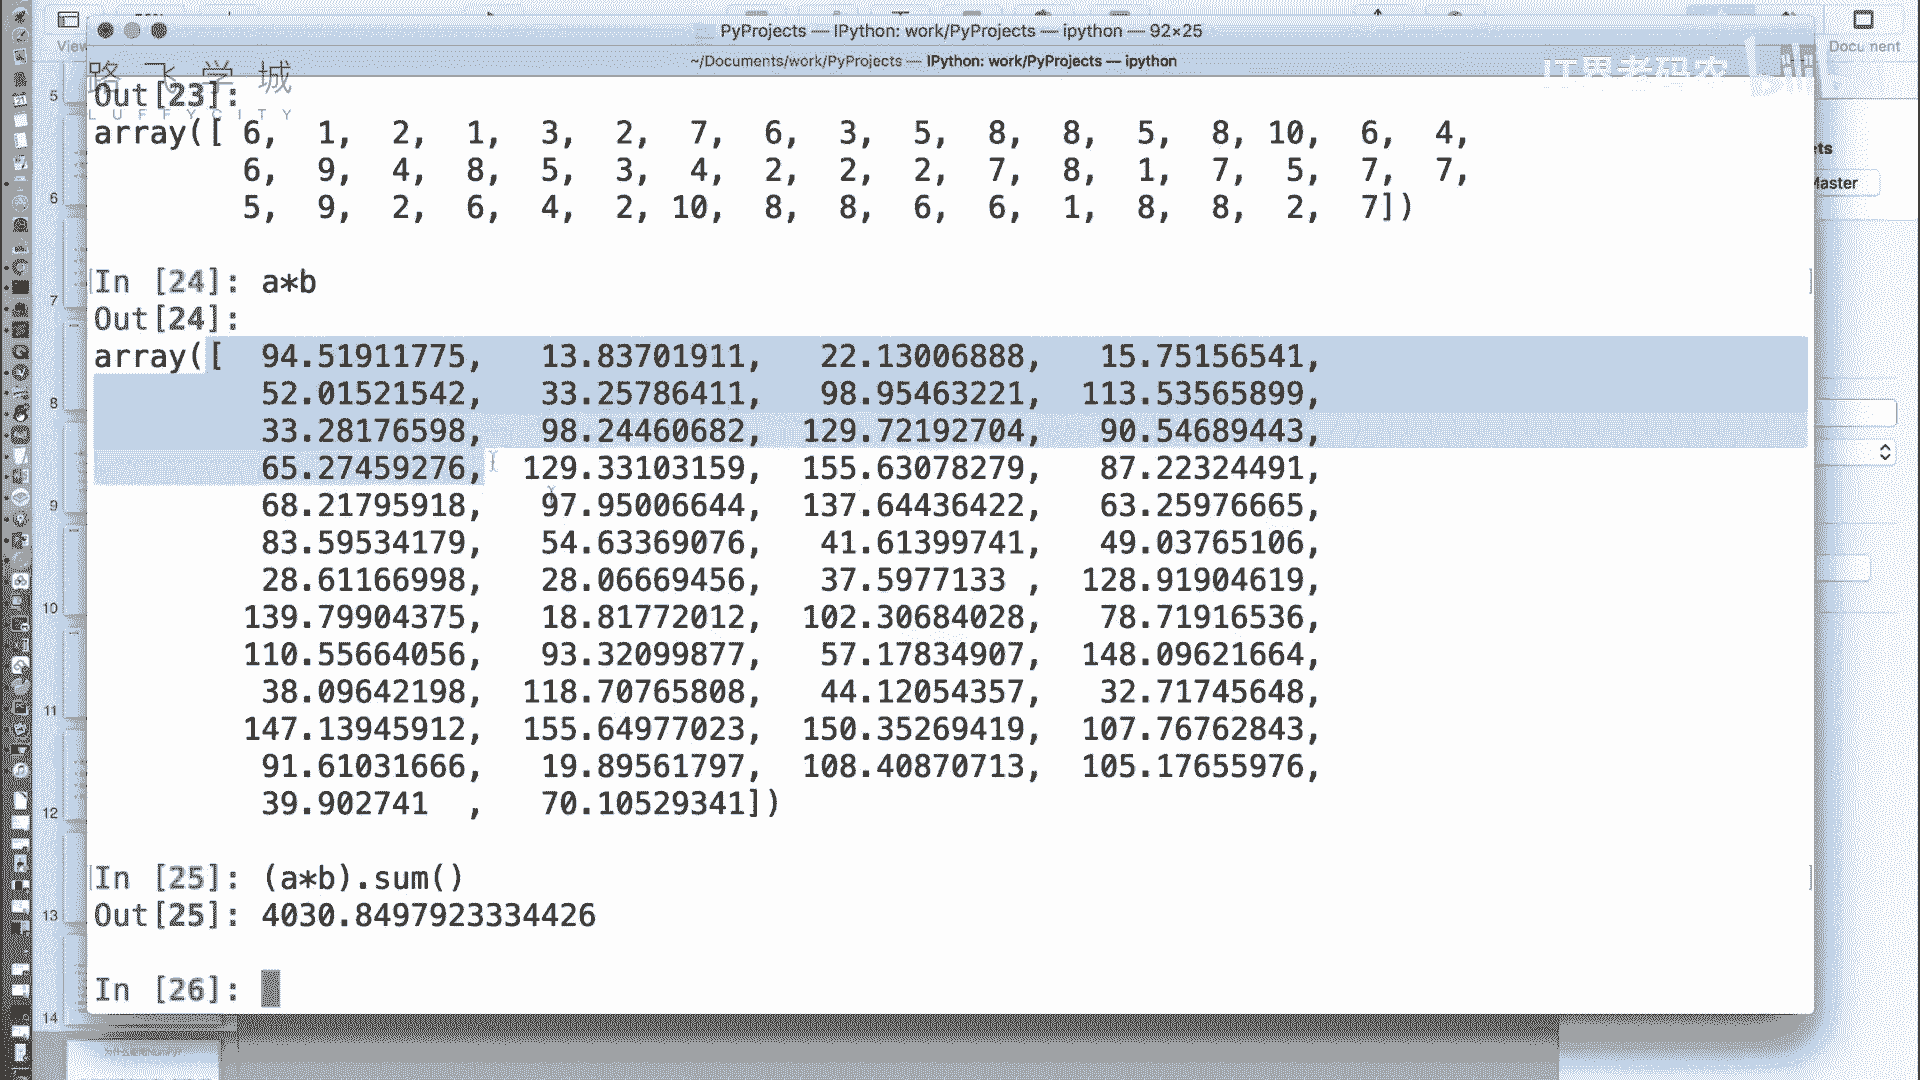 PyProjects — IPython: work/PyProjects — ipython — 92×25
~/Documents/work/PyProjects — IPython: work/PyProjects — ipython
View
Docu nent
路 飞 学 城
L U F F Y C I T Y
IT界老码农
Out[23]:
array([ 6, 1, 2, 1, 3, 2, 7, 6, 3, 5, 8, 8, 5, 8, 10, 6, 4,
6, 9, 4, 8, 5, 3, 4, 2, 2, 2, 7, 8, 1, 7, 5, 7, 7,
5, 9, 2, 6, 4, 2, 10, 8, 8, 6, 6, 1, 8, 8, 2, 7])
In [24]: a*b
Out[24]:
array([ 94.51911775, 13.83701911, 22.13006888, 15.75156541,
52.01521542, 33.25786411, 98.95463221, 113.53565899,
33.28176598, 98.24460682, 129.72192704, 90.54689443,
65.27459276, 129.33103159, 155.63078279, 87.22324491,
68.21795918, 97.95006644, 137.64436422, 63.25976665,
83.59534179, 54.63369076, 41.61399741, 49.03765106,
28.61166998, 28.06669456, 37.5977133 , 128.91904619,
139.79904375, 18.81772012, 102.30684028, 78.71916536,
110.55664056, 93.32099877, 57.17834907, 148.09621664,
38.09642198, 118.70765808, 44.12054357, 32.71745648,
147.13945912, 155.64977023, 150.35269419, 107.76762843,
91.61031666, 19.89561797, 108.40870713, 105.17655976,
39.902741 , 70.10529341])
In [25]: (a*b).sum()
Out[25]: 4030.8497923334426
In [26]:
5
6
7
8
9
10
11
12
13
14
ets
Master